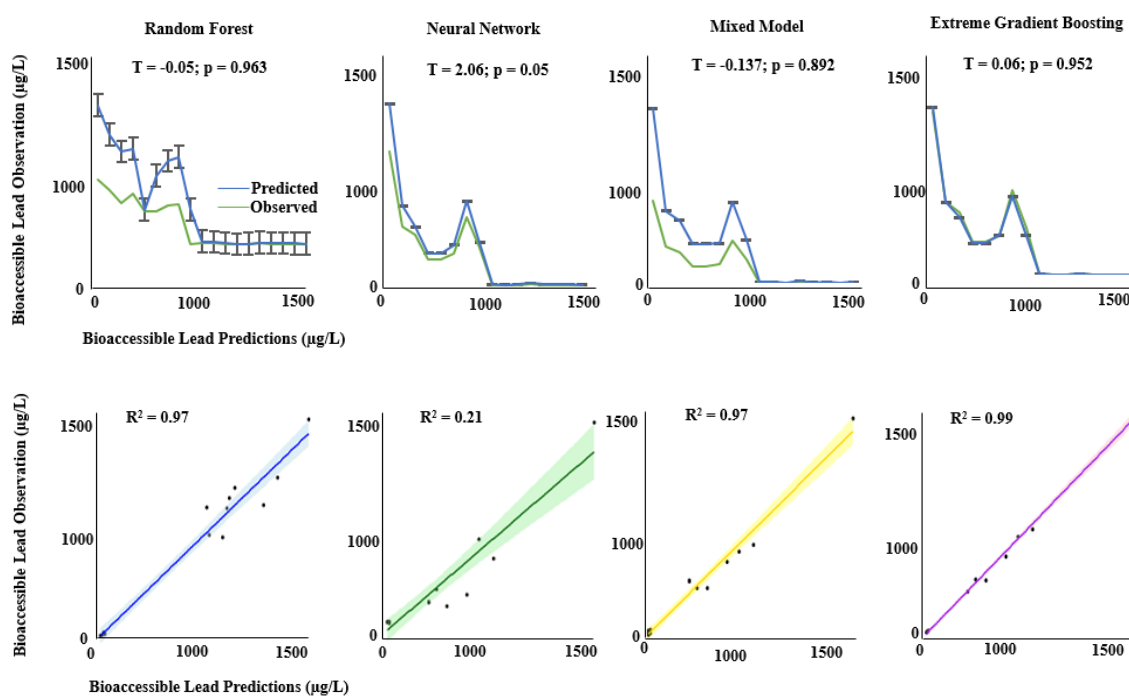 Random Forest
Neural Network
Mixed Model
Extreme Gradient Boosting
T = -0.05; p = 0.963
T = 2.06; p = 0.05
T = -0.137; p = 0.892
T = 0.06; p = 0.952
Bioaccessible Lead Observation (µg/L)
1500
1000
0
Predicted
Observed
0 1000 1500
1500
1000
0
0 1000 1500
1500
1000
0
0 1000 1500
1500
1000
0
0 1000 1500
Bioaccessible Lead Predictions (µg/L)
R² = 0.97
R² = 0.21
R² = 0.97
R² = 0.99
Bioaccessible Lead Observation (µg/L)
1500
1000
0
0 1000 1500
1500
1000
0
0 1000 1500
1500
1000
0
0 1000 1500
1500
1000
0
0 1000 1500
Bioaccessible Lead Predictions (µg/L)